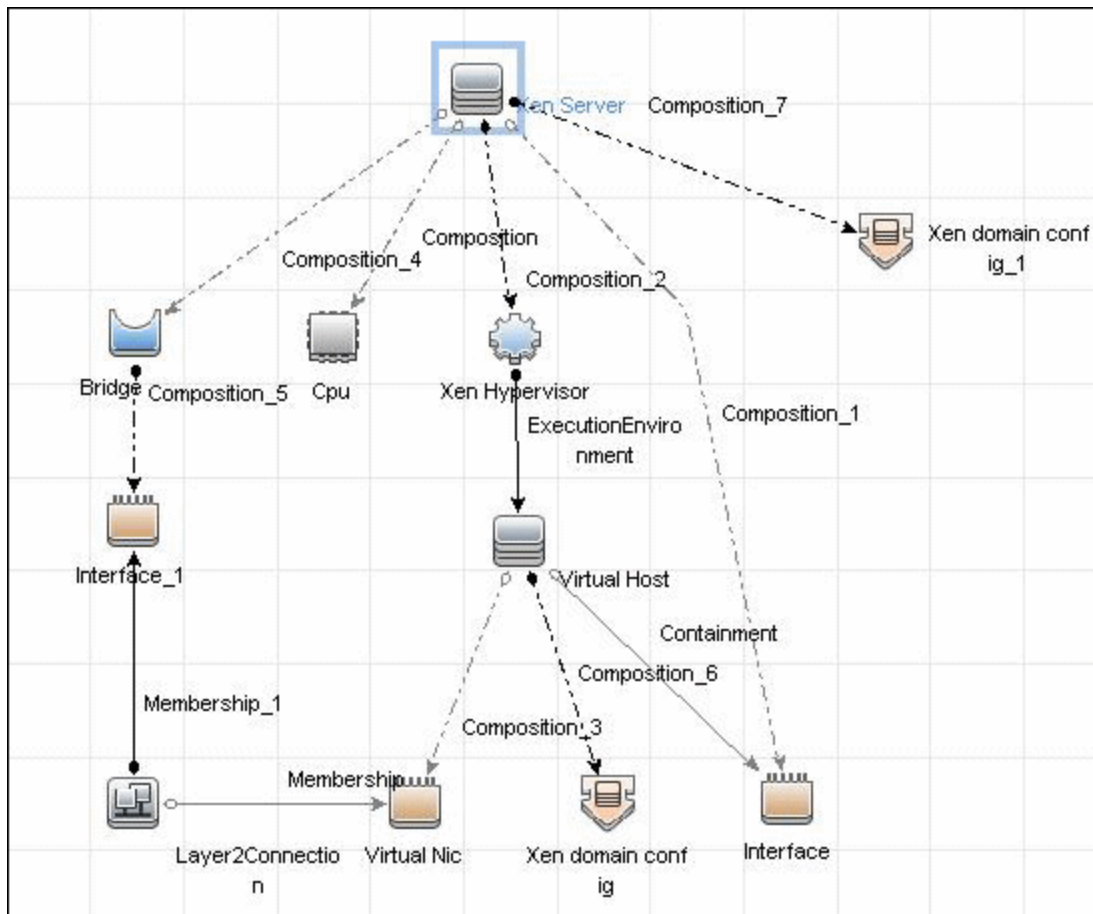 Xen Server
Composition_7
Xen domain conf
ig_1
Composition
Composition_4
Composition_2
Bridge
Composition_5
Cpu
Xen Hypervisor
Composition_1
ExecutionEnviro
nment
Interface_1
Virtual Host
Containment
Composition_6
Membership_1
Composition_3
Membership
Layer2Connectio
n
Virtual Nic
Xen domain conf
ig
Interface